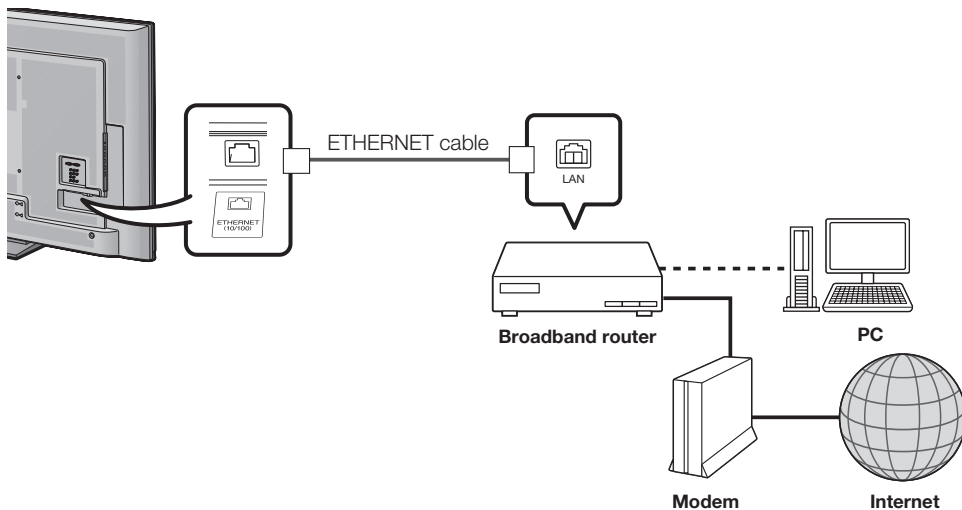 ETHERNET cable
LAN
ETHERNET
(10/100)
Broadband router
PC
Modem
Internet